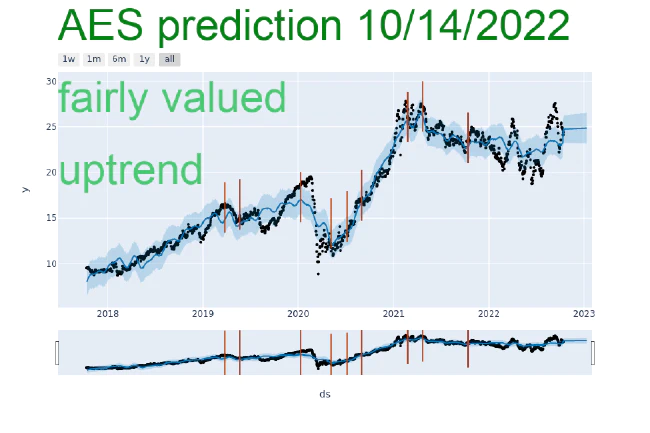 AES prediction 10/14/2022
1w 1m 6m 1y all
fairly valued
uptrend
30
25
20
15
10
y
2018 2019 2020 2021 2022 2023
ds